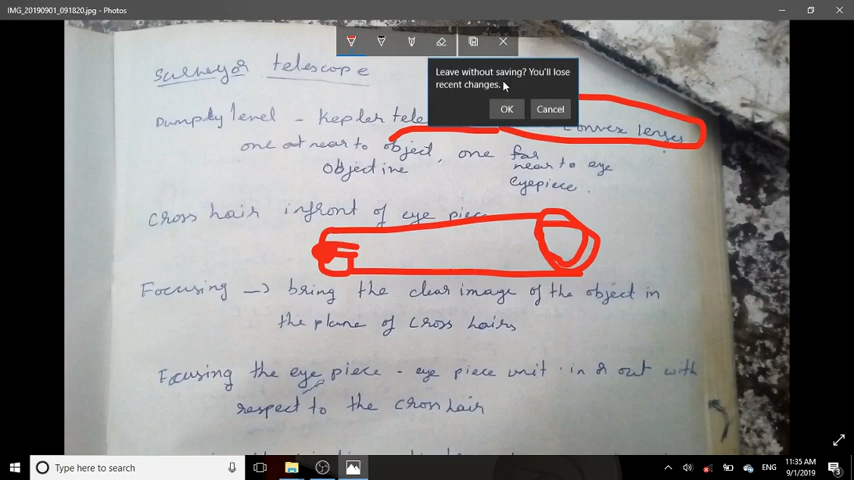 IMG_20190901_091820.jpg - Photos
Surveyor telescope
Leave without saving? You'll lose
recent changes.
OK Cancel
Dumply level - Kepler tele convex lenses
one at near to object, one far
near to eye
Objective
eyepiece.
Cross hair infront of eye piece
Focusing -> bring the clear image of the object in
the plane of cross hairs
Focusing the eye piece - eye piece unit in & out with
respect to the cross hair
Type here to search
ENG
11:35 AM
9/1/2019
3